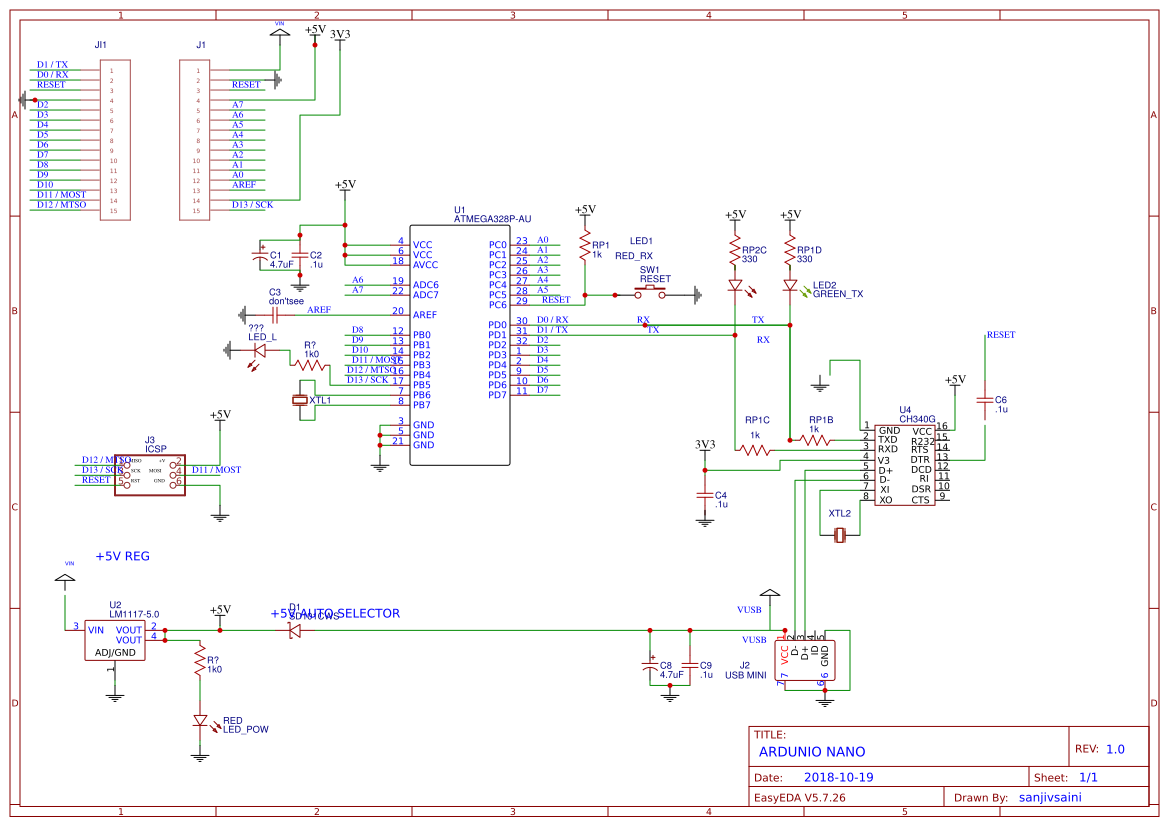 1 2 3 4 5
A B C D
JI1
D1 / TX 1
D0 / RX 2
RESET 3
4
D2 5
D3 6
D4 7
D5 8
D6 9
D7 10
D8 11
D9 12
D10 13
D11 / MOST 14
D12 / MTSO 15
J1
VIN
+5V
3V3
1
2
3 RESET
4
5 A7
6 A6
7 A5
8 A4
9 A3
10 A2
11 A1
12 A0
13 AREF
14
15 D13 / SCK
+5V
C1
4.7uF
C2
.1u
C3
don'tsee
AREF
???
LED_L
R?
1k0
XTL1
A6
A7
D8
D9
D10
D11 / MOST
D12 / MTSO
D13 / SCK
U1
ATMEGA328P-AU
4 VCC
6 VCC
18 AVCC
19 ADC6
22 ADC7
20 AREF
12 PB0
13 PB1
14 PB2
15 PB3
16 PB4
17 PB5
7 PB6
8 PB7
3 GND
5 GND
21 GND
PC0 23 A0
PC1 24 A1
PC2 25 A2
PC3 26 A3
PC4 27 A4
PC5 28 A5
PC6 29 RESET
PD0 30 D0 / RX
PD1 31 D1 / TX
PD2 32 D2
PD3 1 D3
PD4 2 D4
PD5 9 D5
PD6 10 D6
PD7 11 D7
+5V
RP1
1k
LED1
RED_RX
SW1
RESET
RX
TX
TX
RX
+5V
RP2C
330
+5V
RP1D
330
LED2
GREEN_TX
RESET
C6
.1u
+5V
RP1C
1k
RP1B
1k
3V3
C4
.1u
XTL2
U4
CH340G
1 GND
2 TXD
3 RXD
4 V3
5 D+
6 D-
7 XI
8 XO
VCC 16
R232 15
RTS 14
DTR 13
DCD 12
RI 11
DSR 10
CTS 9
J3
ICSP
+5V
D12 / MTSO 1 MTSO +V 2
D13 / SCK 3 SCK MOSI 4 D11 / MOST
RESET 5 RST GND 6
+5V REG
VIN
U2
LM1117-5.0
3 VIN VOUT 2
VOUT 4
ADJ/GND
1
+5V
R?
1k0
RED
LED_POW
+5V AUTO SELECTOR
D1
SD101CWS
C8
4.7uF
C9
.1u
VUSB
VUSB
J2
USB MINI
VCC 1
D- 2
D+ 3
ID 4
GND 5
7 7
6 6
TITLE:
ARDUNIO NANO
REV: 1.0
Date: 2018-10-19
Sheet: 1/1
EasyEDA V5.7.26
Drawn By: sanjivsaini
1 2 3 4 5
A B C D